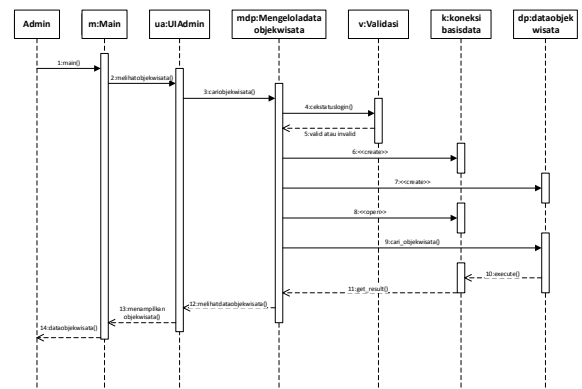 Admin
m:Main
ua:UIAdmin
mdp:Mengeloladata
objekwisata
v:Validasi
k:koneksi
basisdata
dp:dataobjek
wisata
1:main()
2:melihatobjekwisata()
3:cariobjekwisata()
4:cekstatuslogin()
5:valid atau invalid
6:<<create>>
7:<<create>>
8:<<open>>
9:cari_objekwisata()
10:execute()
11:get_result()
12:melihatdataobjekwisata()
13:menampilkan
objekwisata()
14:dataobjekwisata()